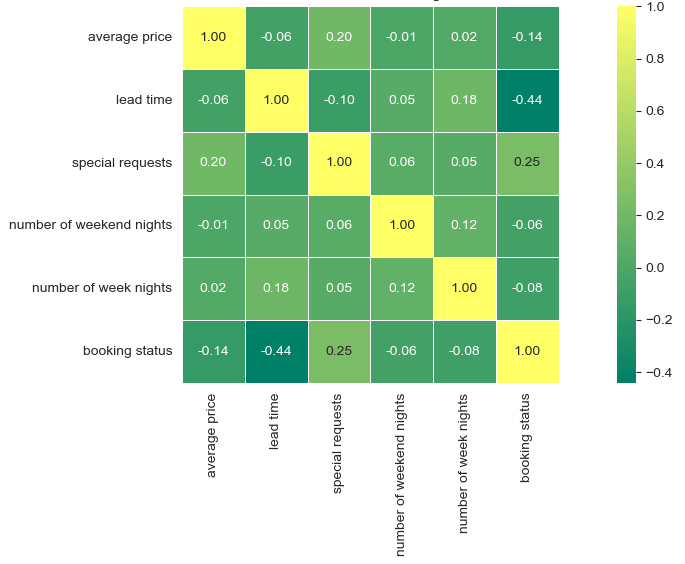 average price 1.00 -0.06 0.20 -0.01 0.02 -0.14
lead time -0.06 1.00 -0.10 0.05 0.18 -0.44
special requests 0.20 -0.10 1.00 0.06 0.05 0.25
number of weekend nights -0.01 0.05 0.06 1.00 0.12 -0.06
number of week nights 0.02 0.18 0.05 0.12 1.00 -0.08
booking status -0.14 -0.44 0.25 -0.06 -0.08 1.00
average price
lead time
special requests
number of weekend nights
number of week nights
booking status
1.0
0.8
0.6
0.4
0.2
0.0
−0.2
−0.4